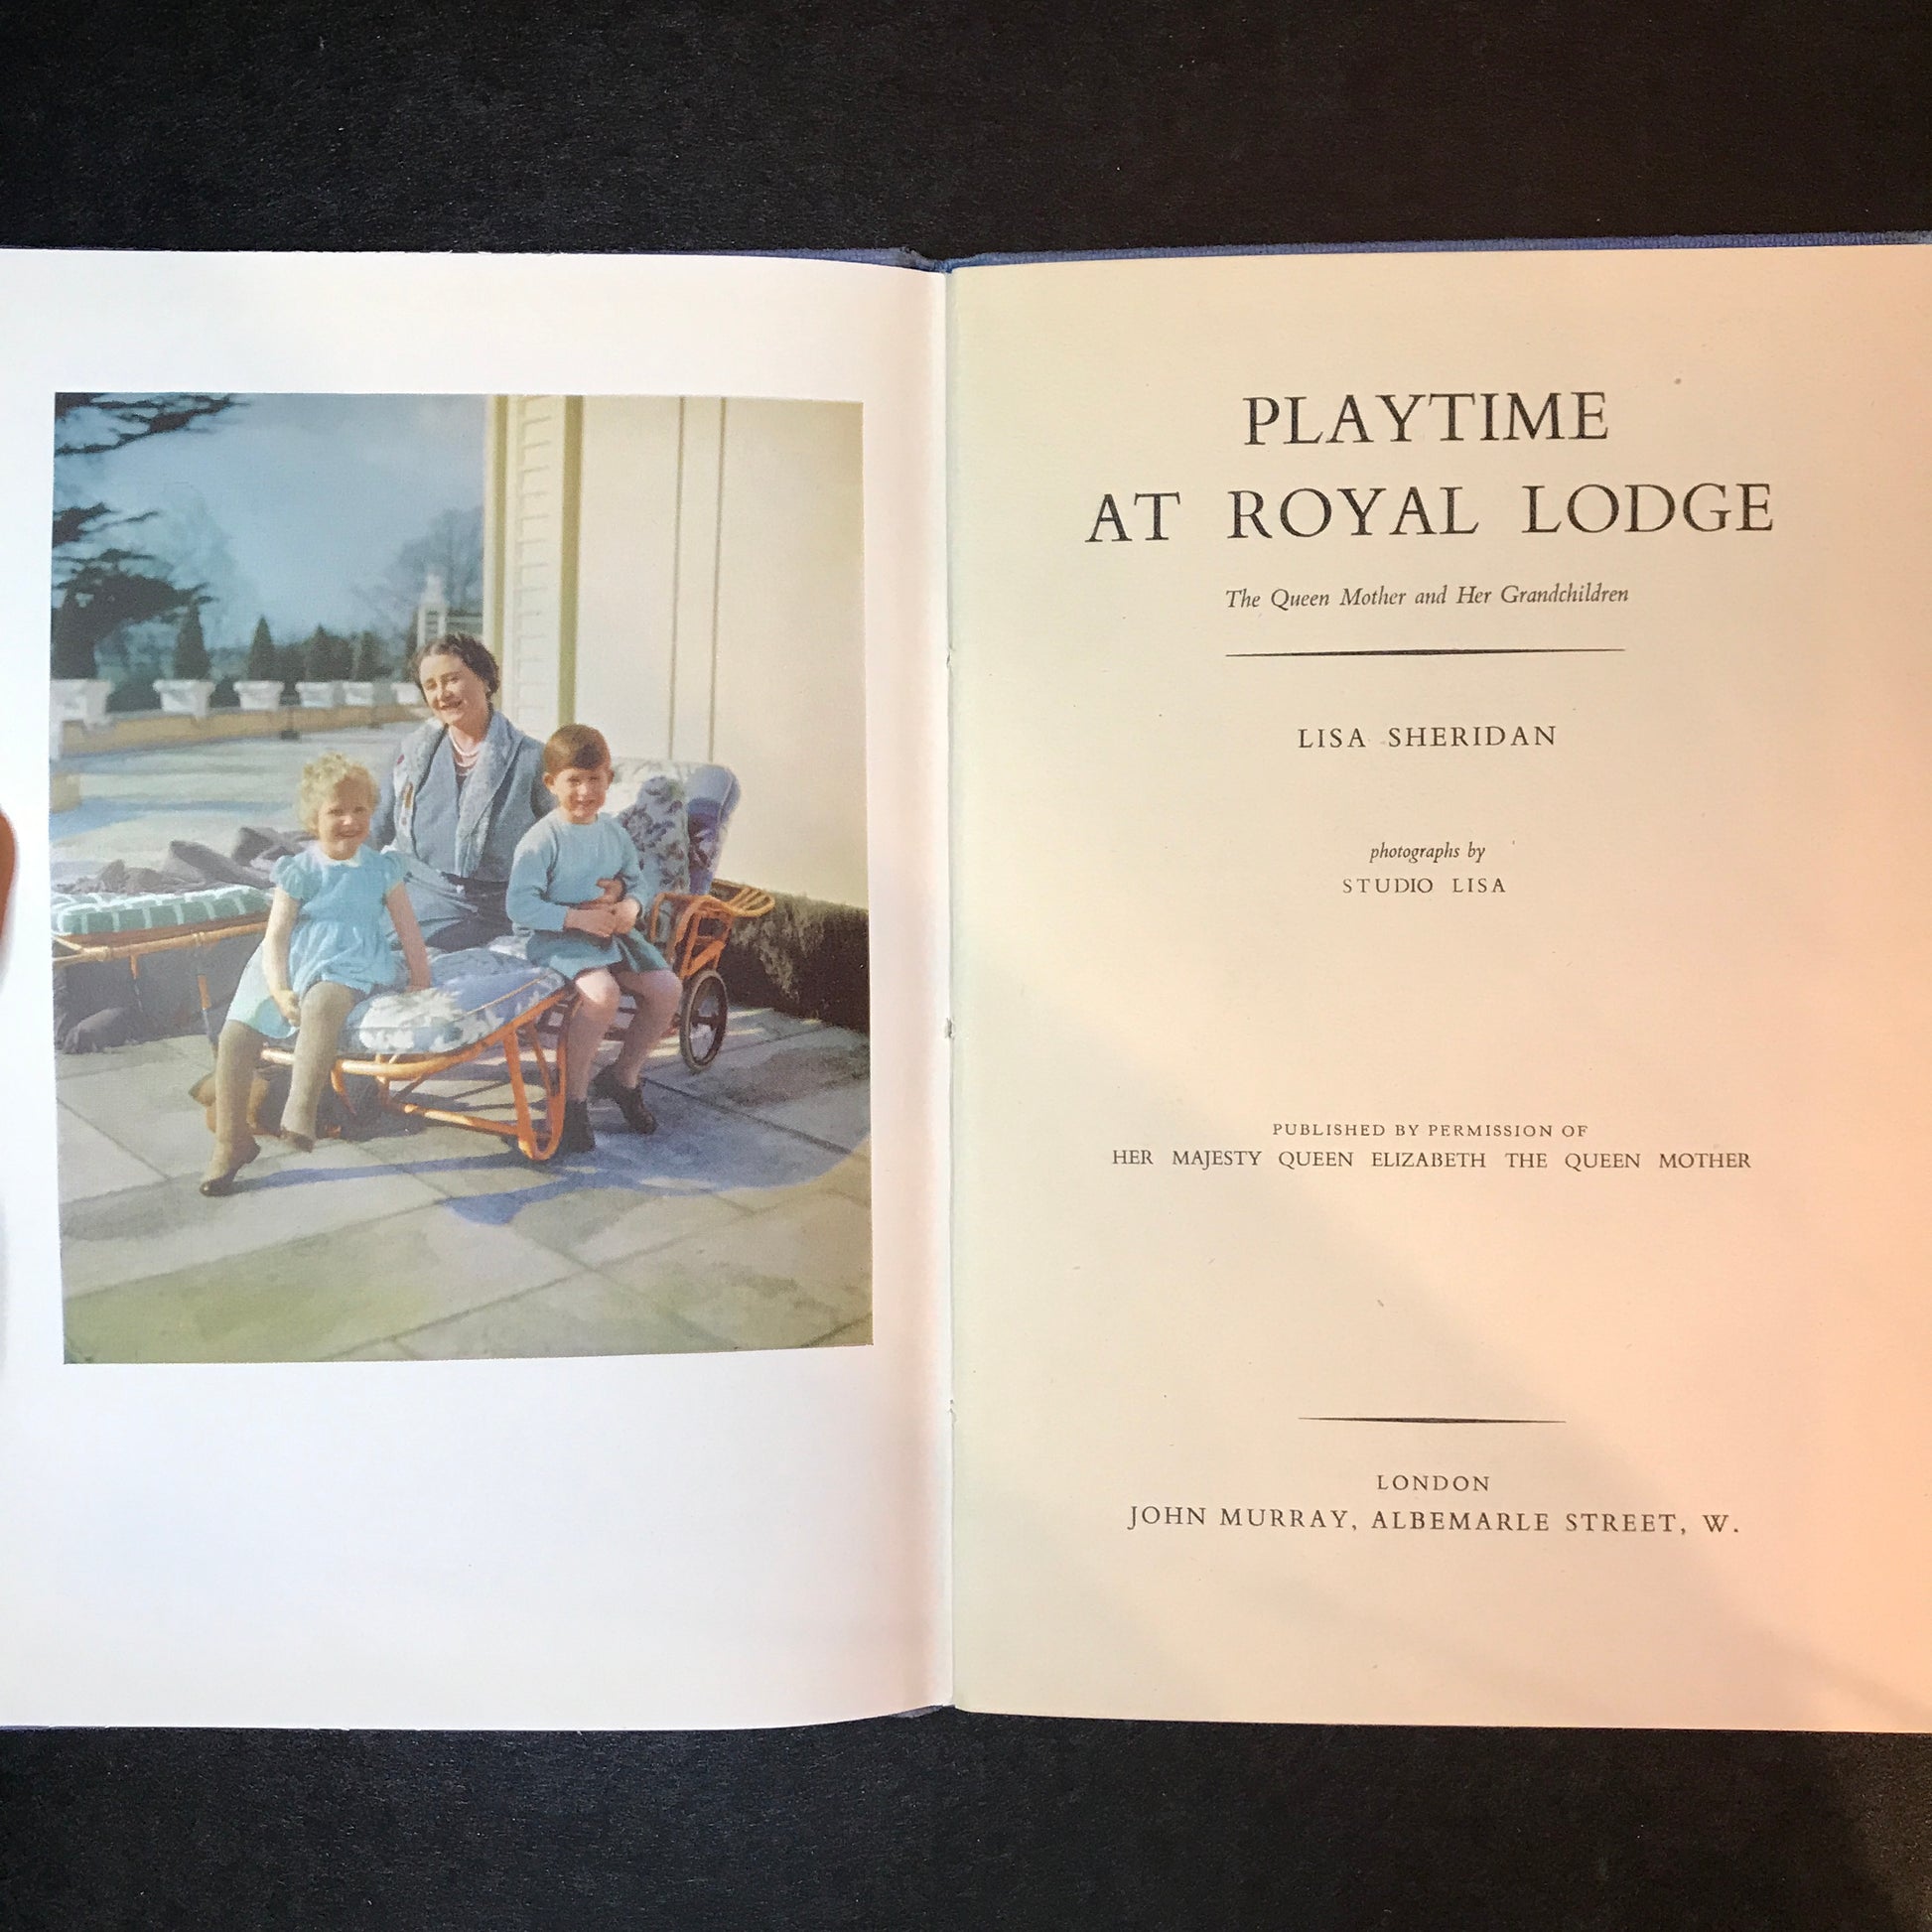 PLAYTIME
AT ROYAL LODGE
The Queen Mother and Her Grandchildren
LISA SHERIDAN
photographs by
STUDIO LISA
PUBLISHED BY PERMISSION OF
HER MAJESTY QUEEN ELIZABETH THE QUEEN MOTHER
LONDON
JOHN MURRAY, ALBEMARLE STREET, W.